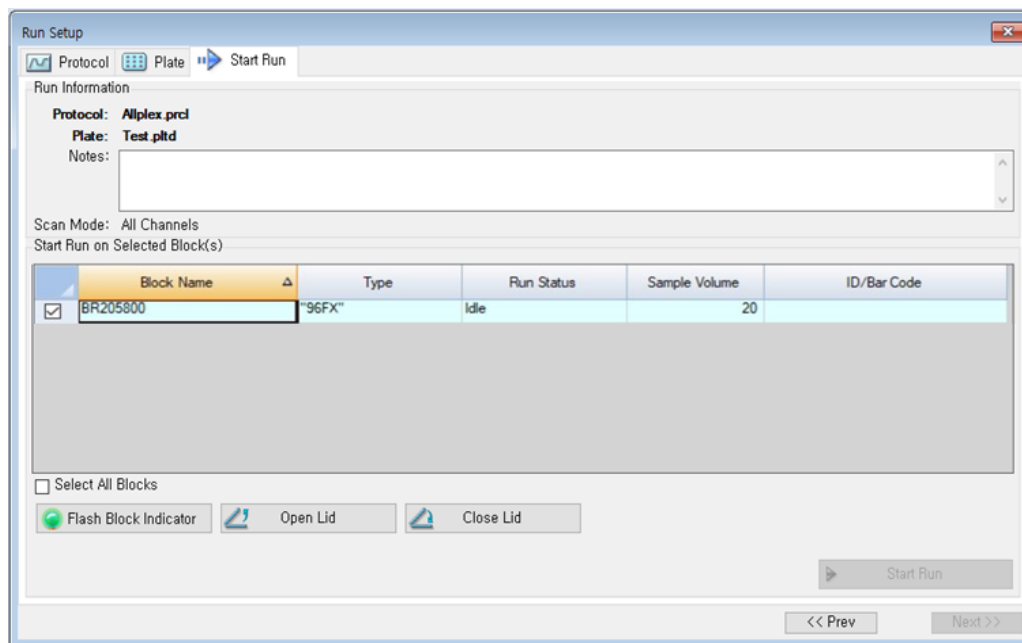 Run Setup
Protocol Plate Start Run
Run Information
Protocol: Allplex.prcl
Plate: Test.pltd
Notes:
Scan Mode: All Channels
Start Run on Selected Block(s)
Block Name Type Run Status Sample Volume ID/Bar Code
BR205800 "96FX" Idle 20
Select All Blocks
Flash Block Indicator Open Lid Close Lid
Start Run
<< Prev Next >>